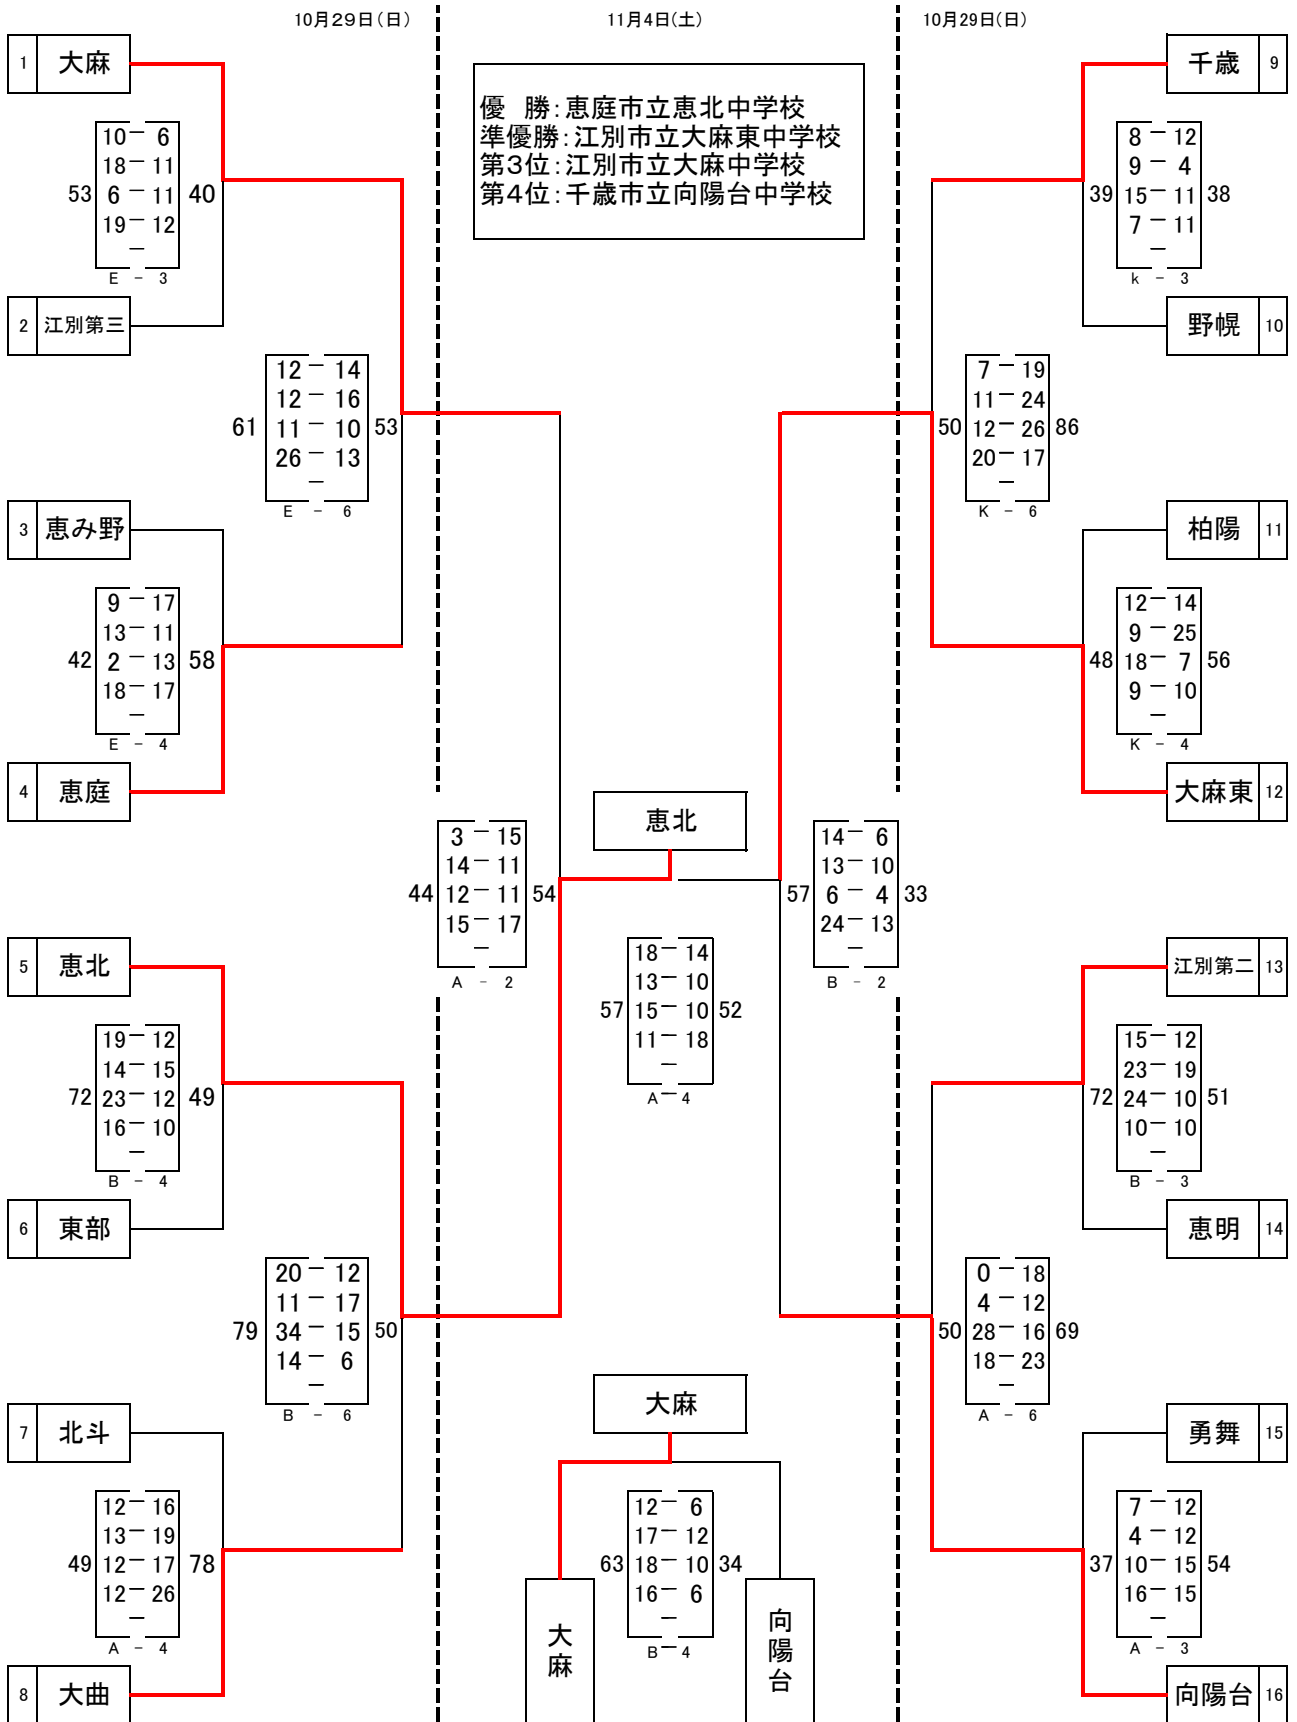 10月29日(日)
11月4日(土)
10月29日(日)
優　勝:恵庭市立恵北中学校
準優勝:江別市立大麻東中学校
第3位:江別市立大麻中学校
第4位:千歳市立向陽台中学校
1 大麻
10 － 6
18 － 11
53 6 － 11 40
19 － 12
－
E － 3
2 江別第三
12 － 14
12 － 16
61 11 － 10 53
26 － 13
－
E － 6
3 恵み野
9 － 17
13 － 11
42 2 － 13 58
18 － 17
－
E － 4
4 恵庭
3 － 15
14 － 11
44 12 － 11 54
15 － 17
－
A － 2
5 恵北
19 － 12
14 － 15
72 23 － 12 49
16 － 10
－
B － 4
6 東部
20 － 12
11 － 17
79 34 － 15 50
14 － 6
－
B － 6
7 北斗
12 － 16
13 － 19
49 12 － 17 78
12 － 26
－
A － 4
8 大曲
恵北
18 － 14
13 － 10
57 15 － 10 52
11 － 18
－
A － 4
大麻
12 － 6
17 － 12
63 18 － 10 34
16 － 6
－
B － 4
大麻
向陽台
千歳 9
8 － 12
9 － 4
39 15 － 11 38
7 － 11
－
k － 3
野幌 10
7 － 19
11 － 24
50 12 － 26 86
20 － 17
－
K － 6
柏陽 11
12 － 14
9 － 25
48 18 － 7 56
9 － 10
－
K － 4
大麻東 12
14 － 6
13 － 10
57 6 － 4 33
24 － 13
－
B － 2
江別第二 13
15 － 12
23 － 19
72 24 － 10 51
10 － 10
－
B － 3
恵明 14
0 － 18
4 － 12
50 28 － 16 69
18 － 23
－
A － 6
勇舞 15
7 － 12
4 － 12
37 10 － 15 54
16 － 15
－
A － 3
向陽台 16